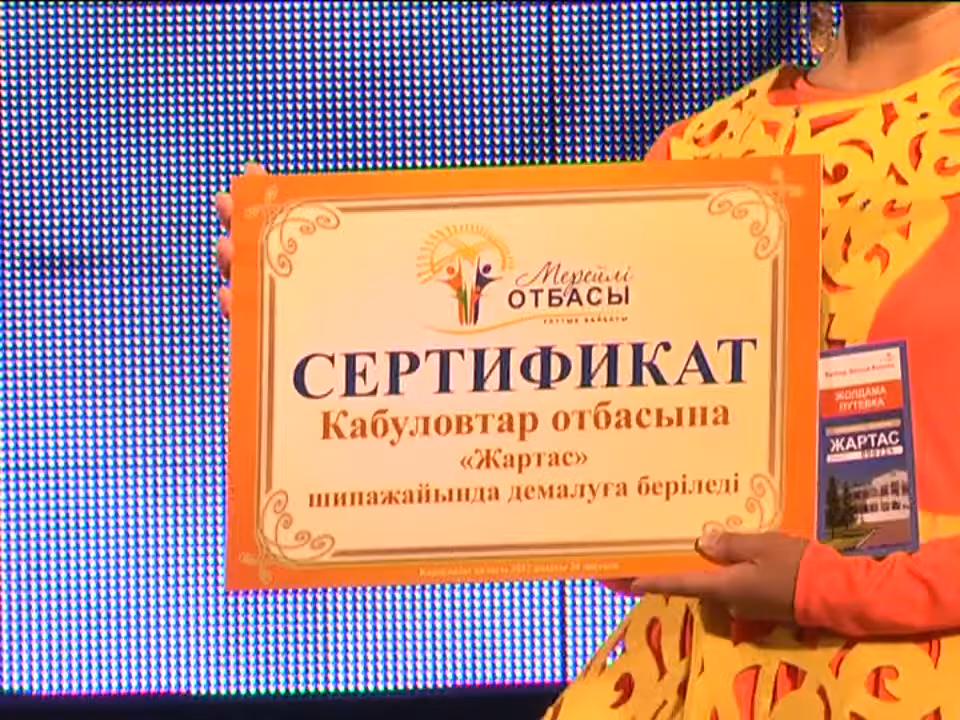 Мерейлі
ОТБАСЫ
СЕРТИФИКАТ
Кабуловтар отбасына
«Жартас»
шипажайында демалуға беріледі
ЖОЛДАМА
ПУТЕВКА
ЖАРТАС